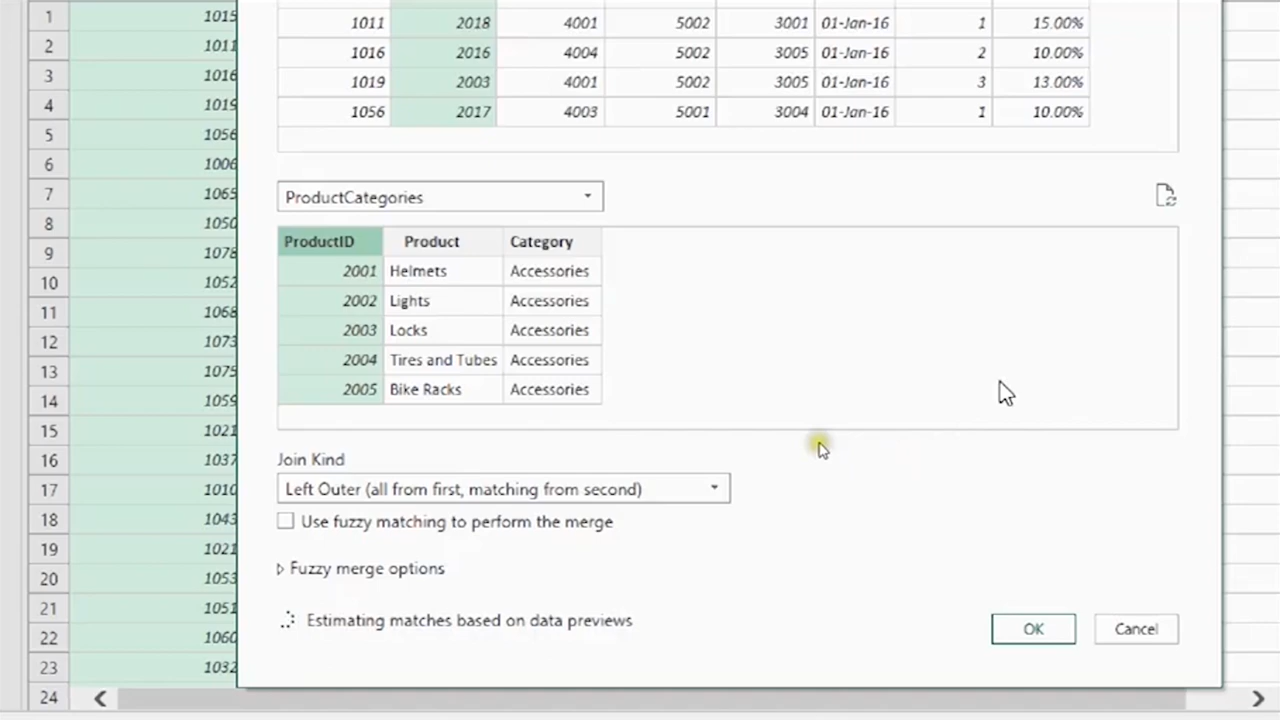 1 1015 1011 2018 4001 5002 3001 01-Jan-16 1 15.00%
2 1011 1016 2016 4004 5002 3005 01-Jan-16 2 10.00%
3 1016 1019 2003 4001 5002 3005 01-Jan-16 3 13.00%
4 1019 1056 2017 4003 5001 3004 01-Jan-16 1 10.00%
5 1056
6 1006
7 1065 ProductCategories
8 1050
9 1078 ProductID Product Category
10 1052 2001 Helmets Accessories
11 1068 2002 Lights Accessories
12 1073 2003 Locks Accessories
13 1075 2004 Tires and Tubes Accessories
14 1059 2005 Bike Racks Accessories
15 1021
16 1037 Join Kind
17 1010 Left Outer (all from first, matching from second)
18 1043 Use fuzzy matching to perform the merge
19 1021
20 1053 Fuzzy merge options
21 1051
22 1060 Estimating matches based on data previews OK Cancel
23 1032
24